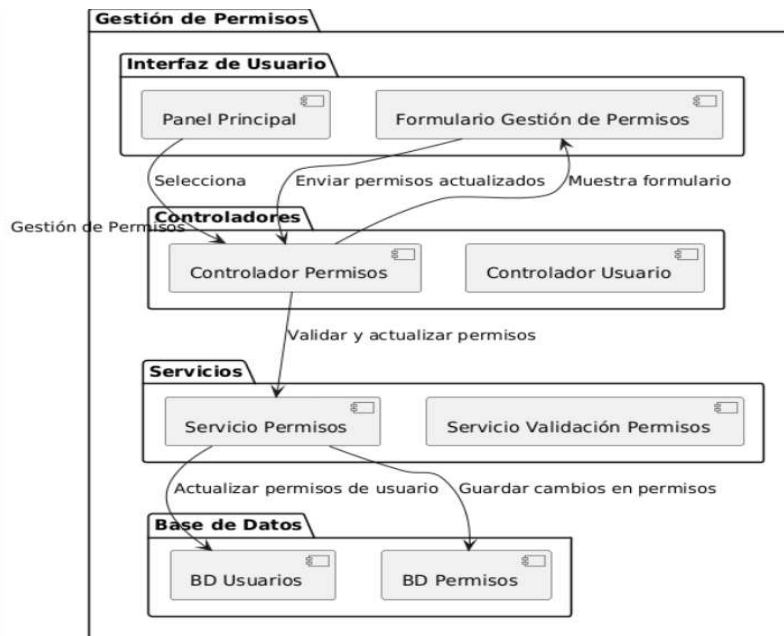 Gestión de Permisos
Interfaz de Usuario
Panel Principal
Formulario Gestión de Permisos
Selecciona
Enviar permisos actualizados
Muestra formulario
Gestión de Permisos
Controladores
Controlador Permisos
Controlador Usuario
Validar y actualizar permisos
Servicios
Servicio Permisos
Servicio Validación Permisos
Actualizar permisos de usuario
Guardar cambios en permisos
Base de Datos
BD Usuarios
BD Permisos